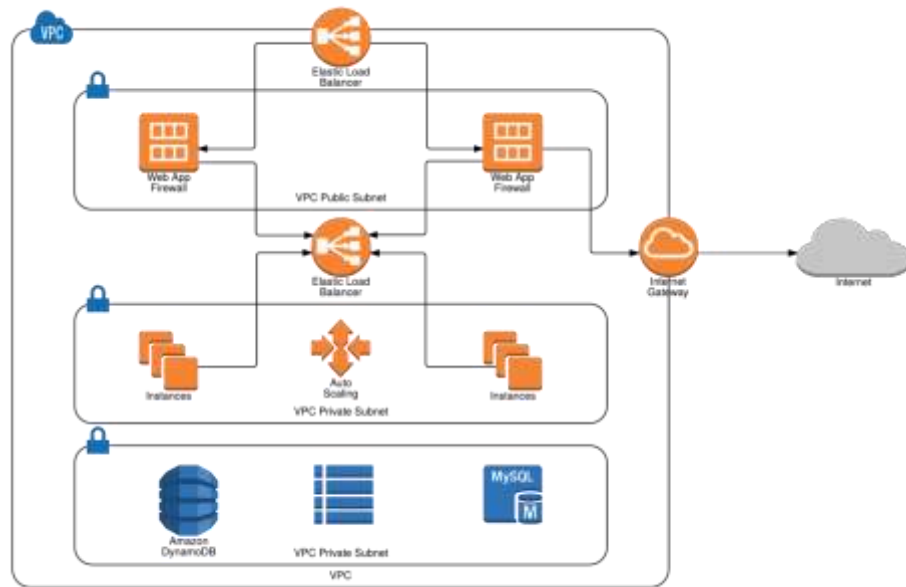 VPC
Elastic Load
Balancer
Web App
Firewall
Web App
Firewall
VPC Public Subnet
Elastic Load
Balancer
Internet
Gateway
Internet
Instances
Auto
Scaling
Instances
VPC Private Subnet
MySQL
M
Amazon
DynamoDB
VPC Private Subnet
VPC